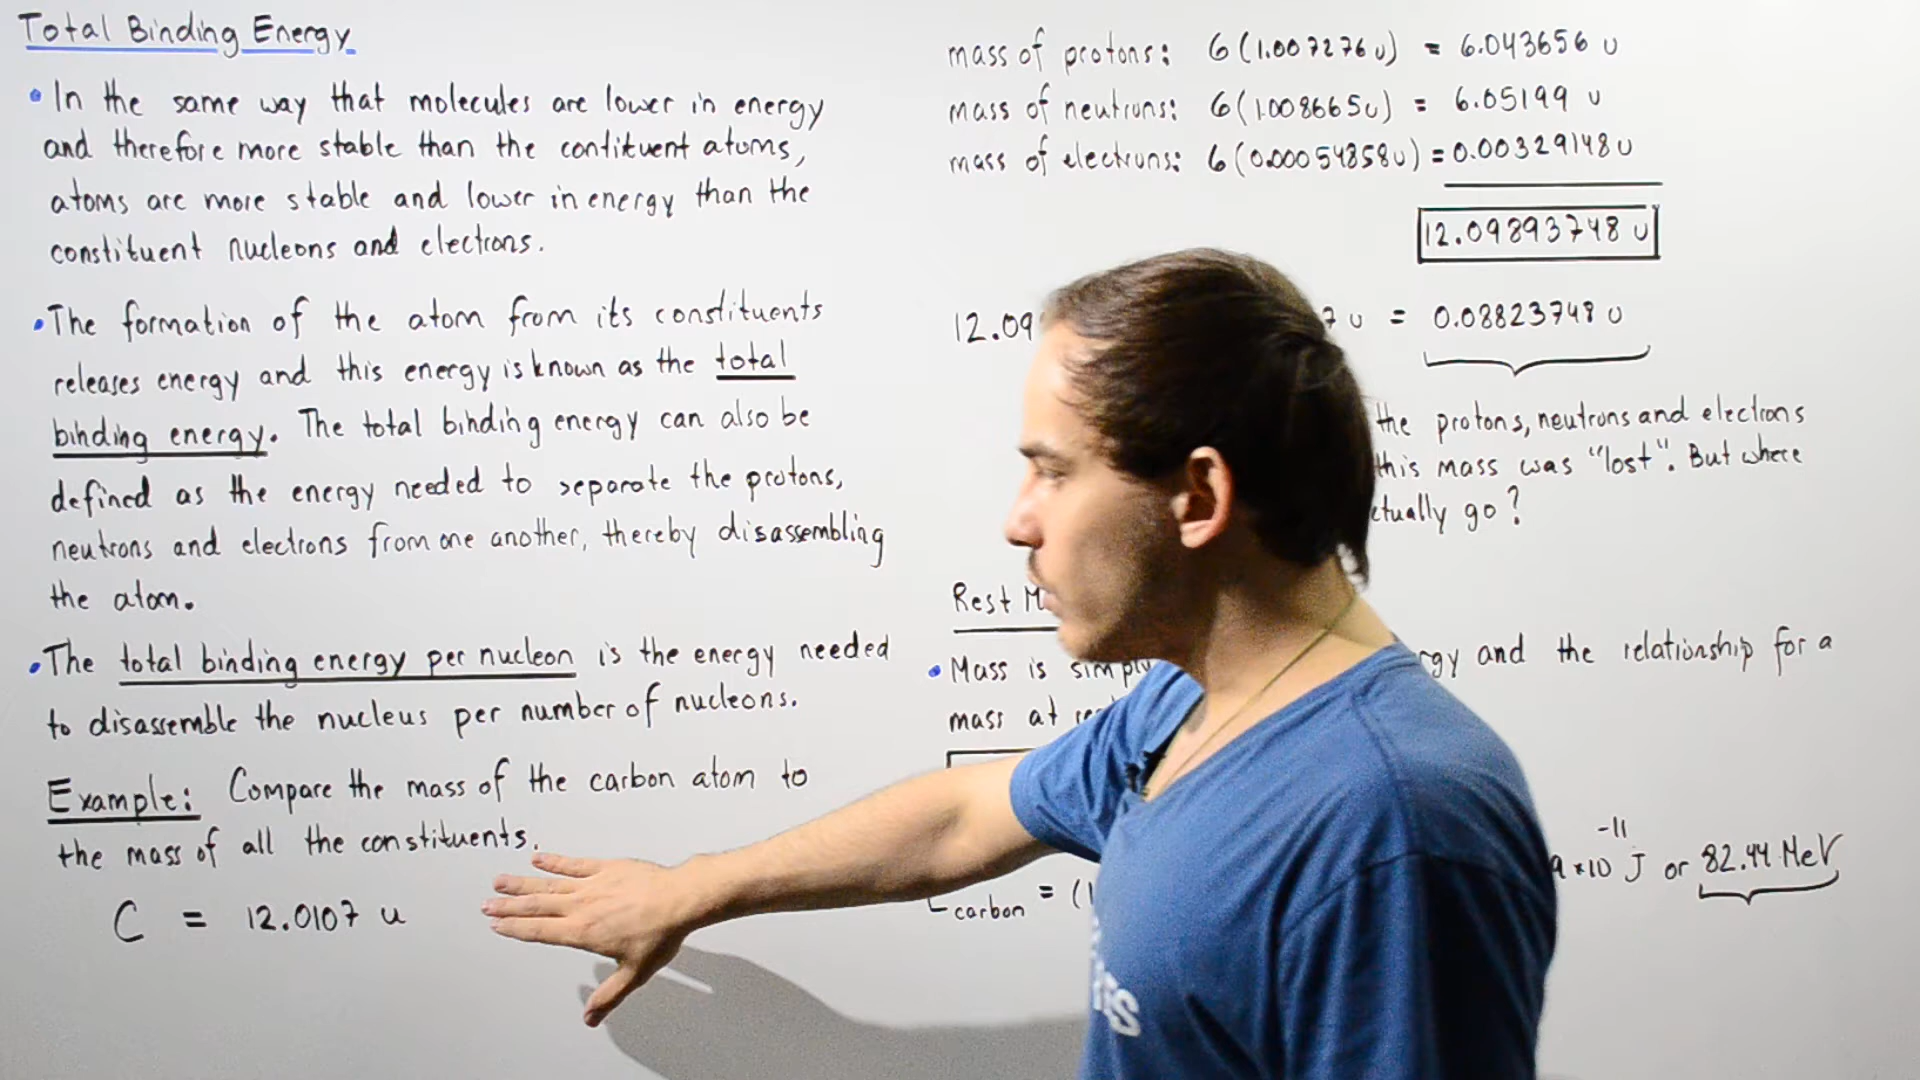 Total Binding Energy
• In the same way that molecules are lower in energy
and therefore more stable than the contituent atoms,
atoms are more stable and lower in energy than the
constituent nucleons and electrons.
• The formation of the atom from its constituents
releases energy and this energy is known as the total
binding energy. The total binding energy can also be
defined as the energy needed to separate the protons,
neutrons and electrons from one another, thereby disassembling
the atom.
• The total binding energy per nucleon is the energy needed
to disassemble the nucleus per number of nucleons.
Example: Compare the mass of the carbon atom to
the mass of all the constituents.
C = 12.0107 u
mass of protons: 6(1.007276 u) = 6.043656 u
mass of neutrons: 6(1.008665u) = 6.05199 u
mass of electrons: 6(0.00054858u) = 0.00329148 u
12.09893748 u
12.09 7 u = 0.08823748 u
the protons, neutrons and electrons
this mass was "lost". But where
go?
Rest
• Mass is simply and the relationship for a
mass at
carbon = ( ×10⁻¹¹ J or 82.44 MeV